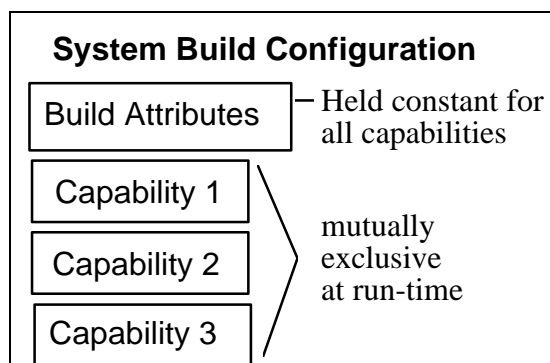 System Build Configuration
Build Attributes
Held constant for
all capabilities
Capability 1
Capability 2
Capability 3
mutually
exclusive
at run-time